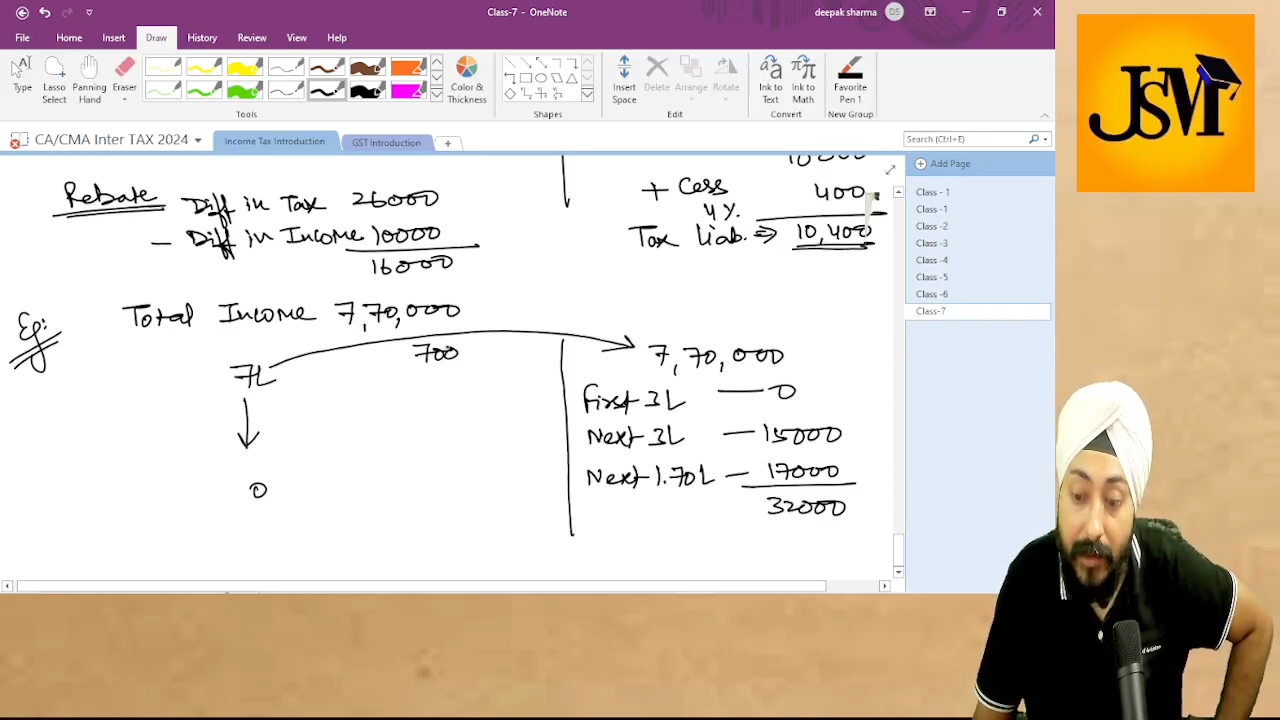 Class-7 - OneNote
deepak sharma DS
File Home Insert Draw History Review View Help
Type
Lasso Select
Panning Hand
Eraser
Color & Thickness
Insert Space
Delete
Arrange
Rotate
Ink to Text
Ink to Math
Favorite Pen 1
Tools
Shapes
Edit
Convert
New Group
CA/CMA Inter TAX 2024
Income Tax Introduction
GST Introduction
Search (Ctrl+E)
Add Page
Class - 1
Class -1
Class -2
Class -3
Class -4
Class -5
Class -6
Class-7
10000
Rebate Diff in Tax 26000
+ Cess 400
4%
- Diff in Income 10000
Tax Liab. ⇒ 10,400
16000
Eg:
Total Income 7,70,000
700
7L
7,70,000
First 3L — 0
Next 3L — 15000
Next 1.70L — 17000
0
32000
JSM